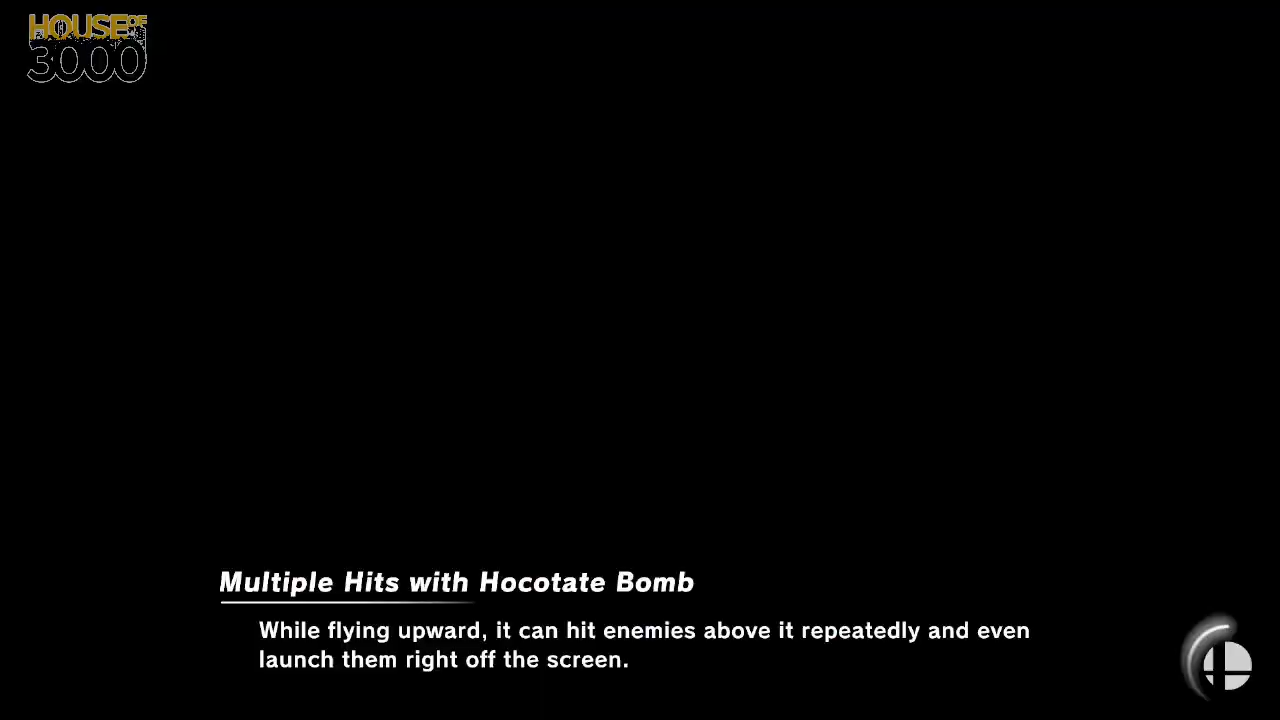 HOUSE OF
3000
Multiple Hits with Hocotate Bomb
While flying upward, it can hit enemies above it repeatedly and even
launch them right off the screen.